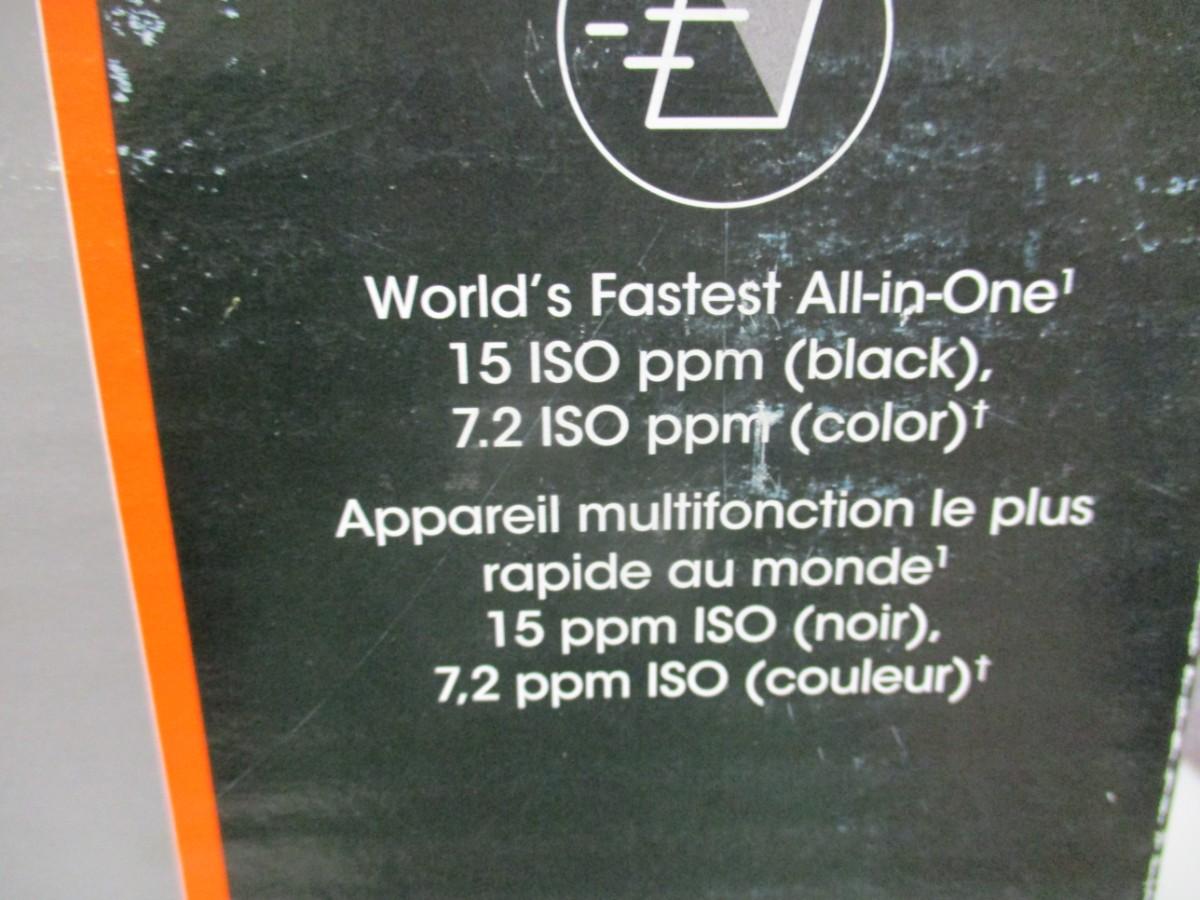 World's Fastest All-in-One¹
15 ISO ppm (black),
7.2 ISO ppm (color)†
Appareil multifonction le plus
rapide au monde¹
15 ppm ISO (noir),
7,2 ppm ISO (couleur)†